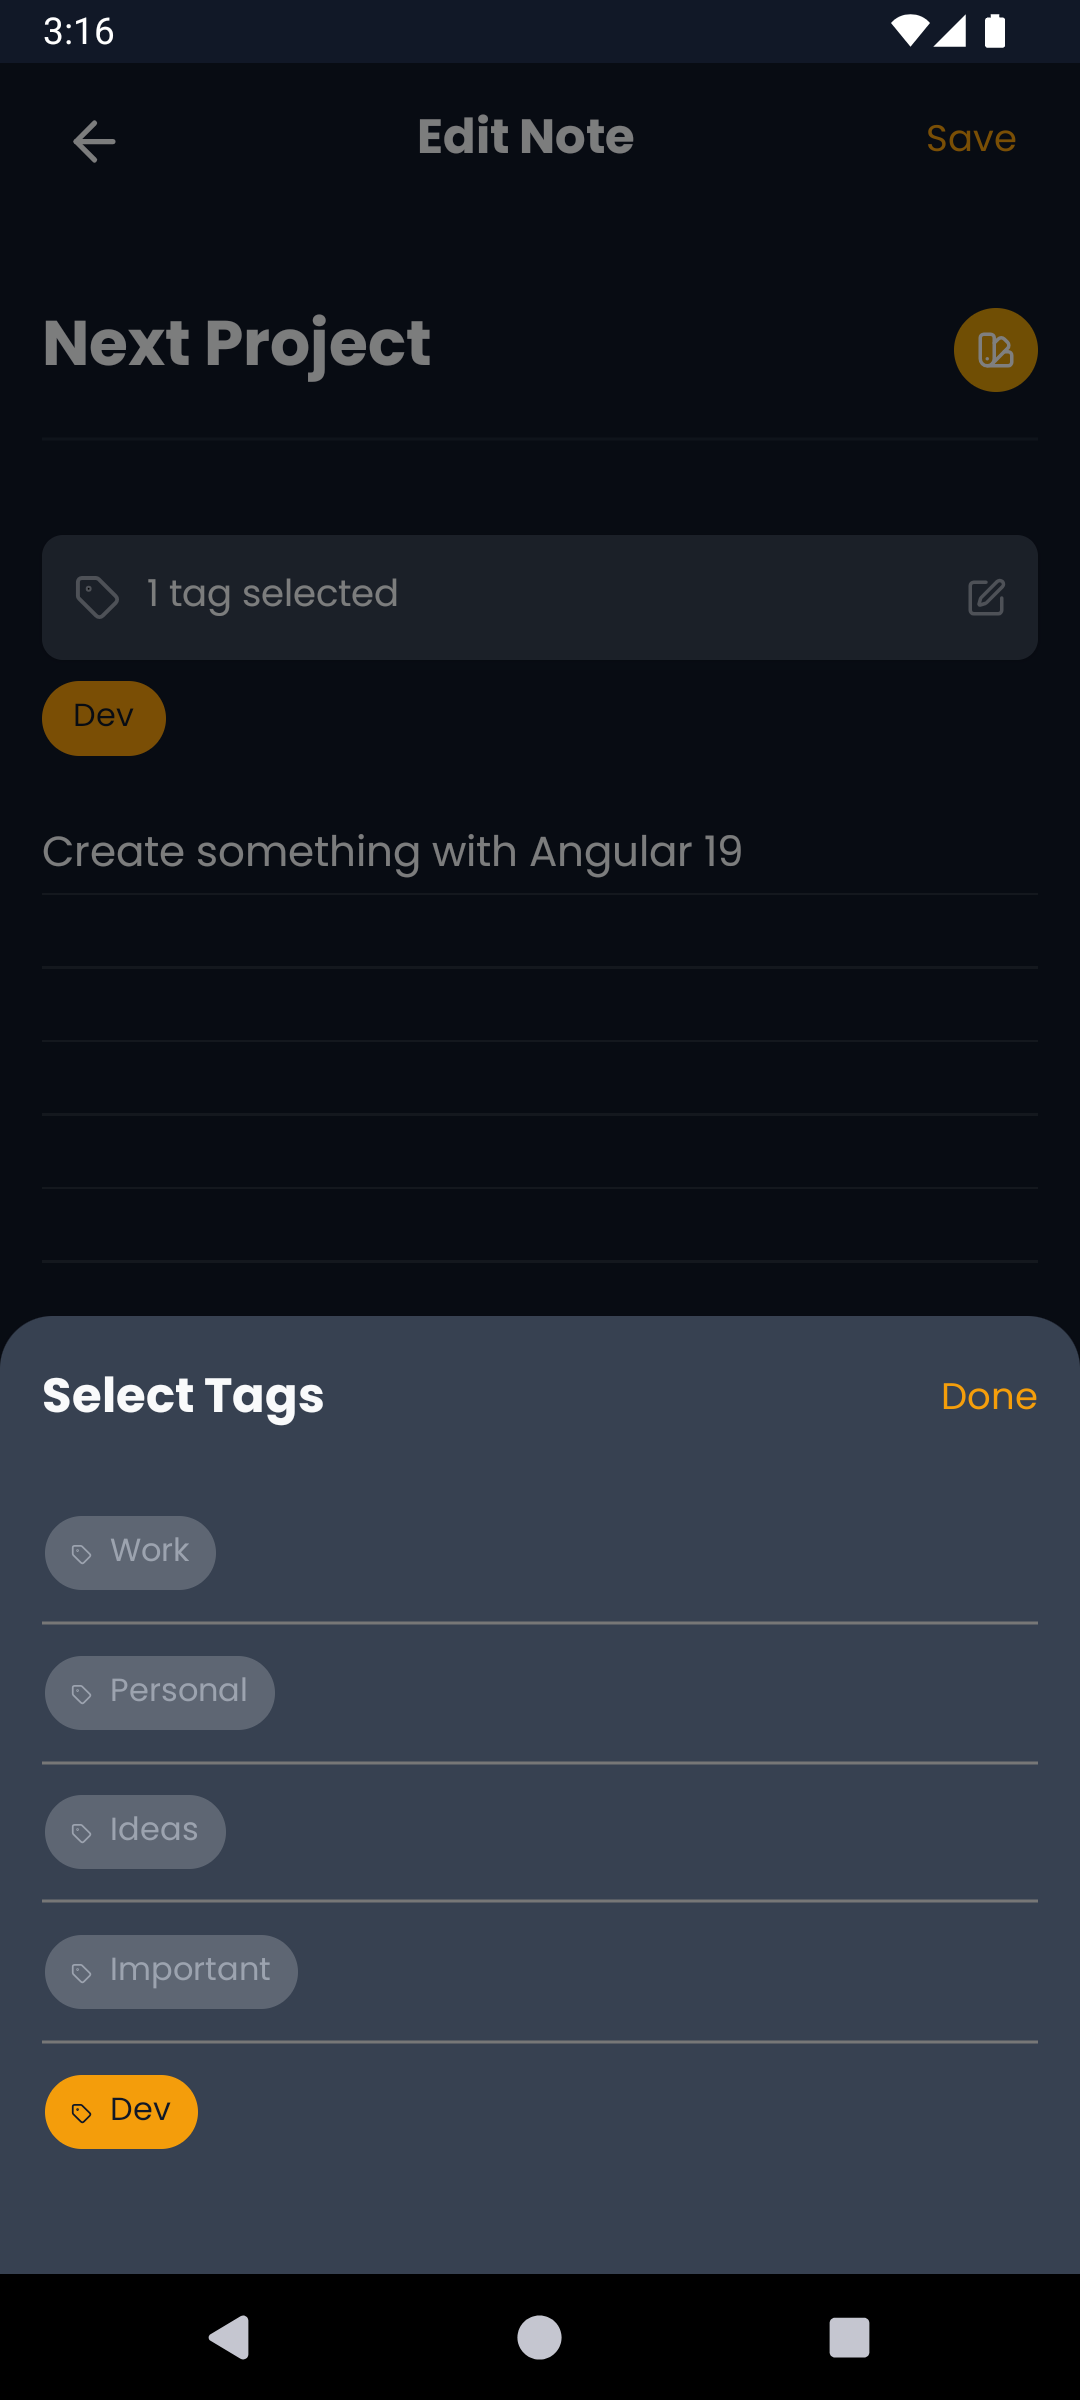 3:16
Edit Note
Save
Next Project
1 tag selected
Dev
Create something with Angular 19
Select Tags
Done
Work
Personal
Ideas
Important
Dev